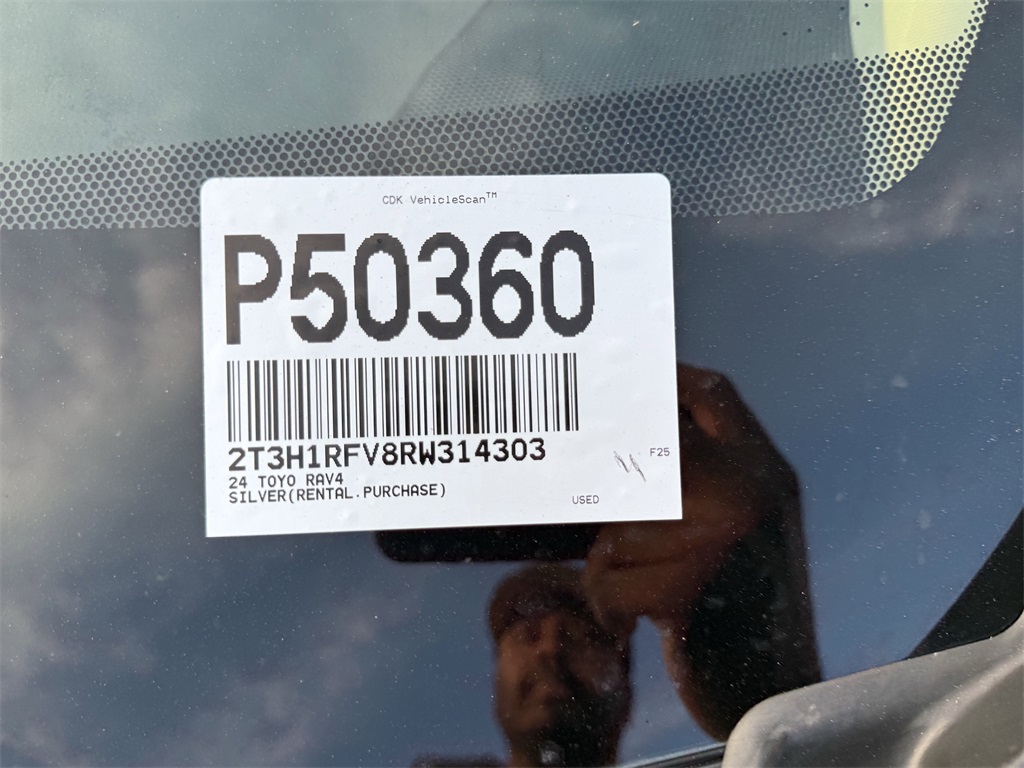 CDK VehicleScan™
P50360
2T3H1RFV8RW314303
24 TOYO RAV4
SILVER(RENTAL.PURCHASE)
F25
USED